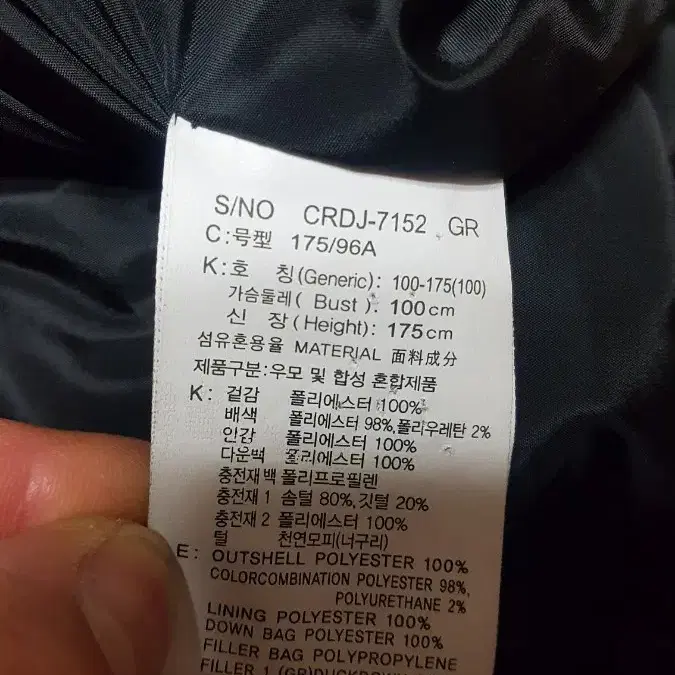 S/NO CRDJ-7152 GR
C:号型 175/96A
K:호 칭(Generic): 100-175(100)
가슴둘레( Bust ): 100cm
신 장(Height): 175cm
섬유혼용율 MATERIAL 面料成分
제품구분:우모 및 합성 혼합제품
K: 겉감 폴리에스터 100%
배색 폴리에스터 98%,폴리우레탄 2%
안감 폴리에스터 100%
다운백 폴리에스터 100%
충전재백 폴리프로필렌
충전재 1 솜털 80%,깃털 20%
충전재 2 폴리에스터 100%
털 천연모피(너구리)
E: OUTSHELL POLYESTER 100%
COLORCOMBINATION POLYESTER 98%,
POLYURETHANE 2%
LINING POLYESTER 100%
DOWN BAG POLYESTER 100%
FILLER BAG POLYPROPYLENE
FILLER 1 (GR)